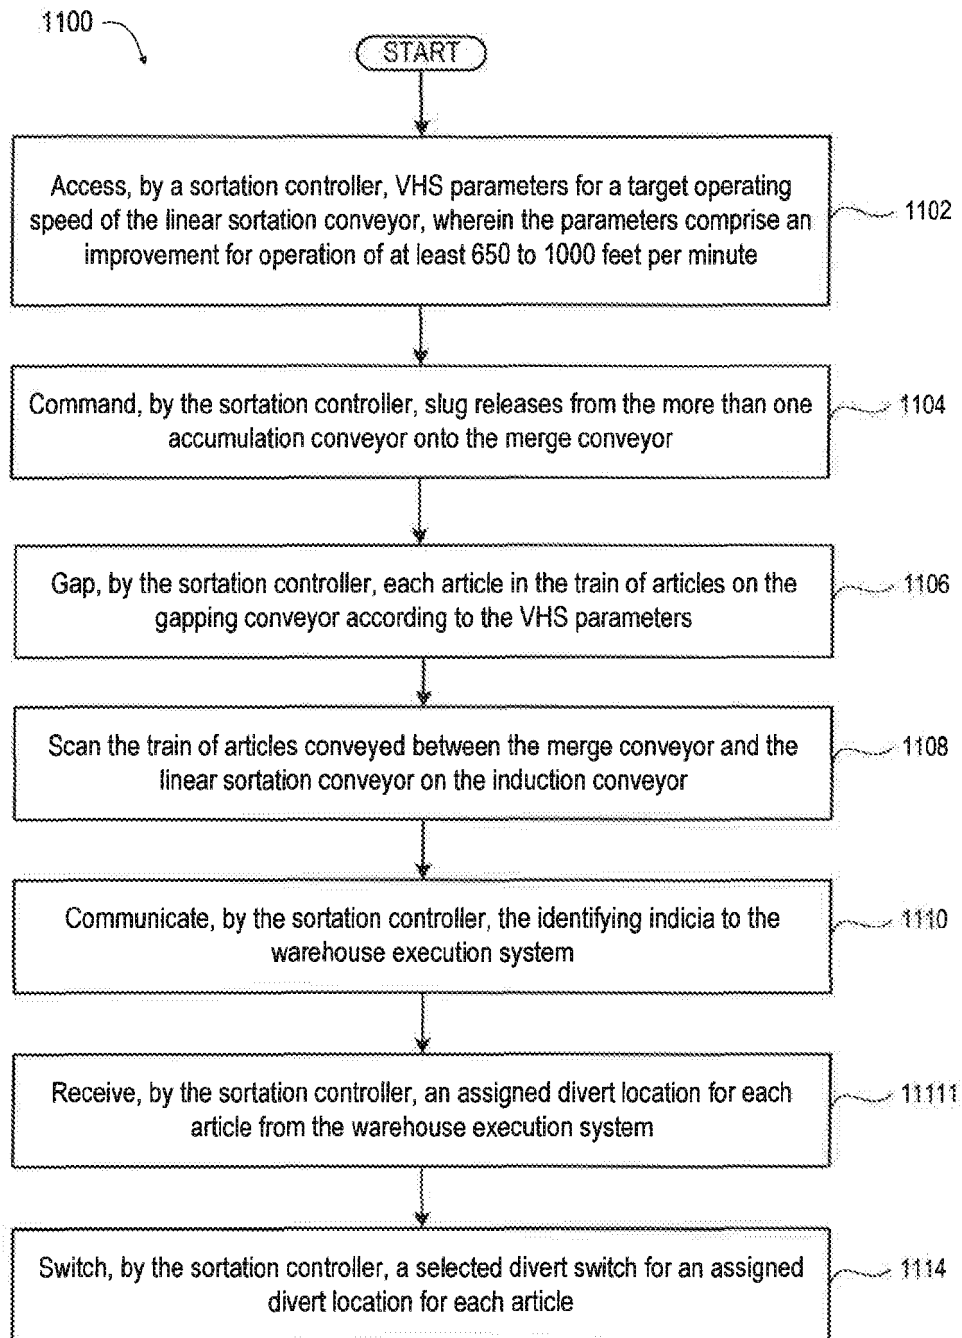 1100
START
Access, by a sortation controller, VHS parameters for a target operating
speed of the linear sortation conveyor, wherein the parameters comprise an
improvement for operation of at least 650 to 1000 feet per minute
1102
Command, by the sortation controller, slug releases from the more than one
accumulation conveyor onto the merge conveyor
1104
Gap, by the sortation controller, each article in the train of articles on the
gapping conveyor according to the VHS parameters
1106
Scan the train of articles conveyed between the merge conveyor and the
linear sortation conveyor on the induction conveyor
1108
Communicate, by the sortation controller, the identifying indicia to the
warehouse execution system
1110
Receive, by the sortation controller, an assigned divert location for each
article from the warehouse execution system
11111
Switch, by the sortation controller, a selected divert switch for an assigned
divert location for each article
1114